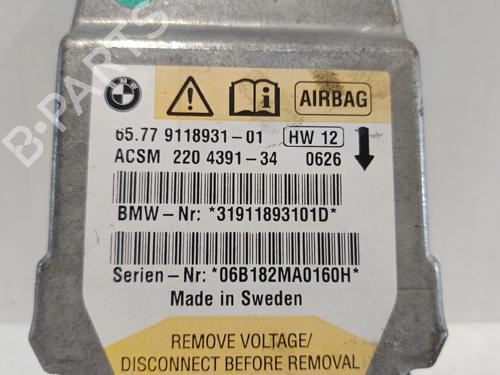 B-PARTS
BMW
AIRBAG
65.77 9118931-01 HW 12
ACSM 220 4391-34 0626
BMW-Nr: *31911893101D*
Serien-Nr: *06B182MA0160H*
Made in Sweden
REMOVE VOLTAGE/
DISCONNECT BEFORE REMOVAL